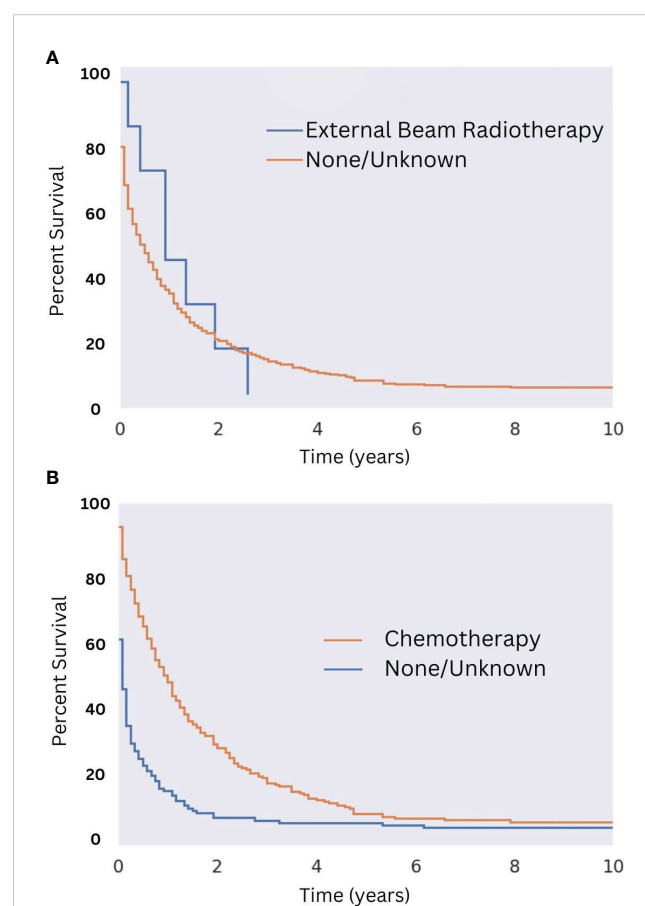 A
100
80
60
40
20
0
Percent Survival
External Beam Radiotherapy
None/Unknown
0 2 4 6 8 10
Time (years)
B
100
80
60
40
20
0
Percent Survival
Chemotherapy
None/Unknown
0 2 4 6 8 10
Time (years)